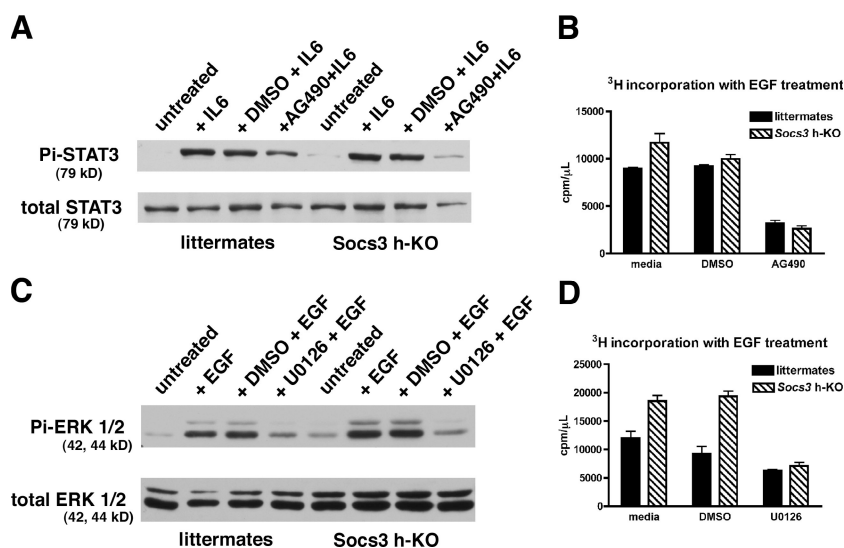 A
untreated
+ IL6
+ DMSO + IL6
+AG490+IL6
untreated
+ IL6
+ DMSO + IL6
+AG490+IL6
Pi-STAT3
(79 kD)
total STAT3
(79 kD)
littermates
Socs3 h-KO
B
³H incorporation with EGF treatment
littermates
Socs3 h-KO
cpm/µL
15000
10000
5000
0
media
DMSO
AG490
C
untreated
+ EGF
+ DMSO + EGF
+ U0126 + EGF
untreated
+ EGF
+ DMSO + EGF
+ U0126 + EGF
Pi-ERK 1/2
(42, 44 kD)
total ERK 1/2
(42, 44 kD)
littermates
Socs3 h-KO
D
³H incorporation with EGF treatment
littermates
Socs3 h-KO
cpm/µL
25000
20000
15000
10000
5000
0
media
DMSO
U0126